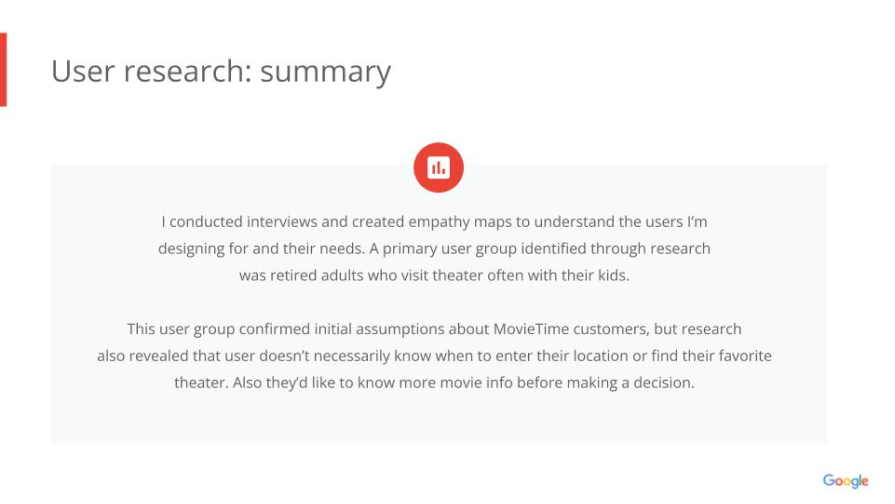 User research: summary
I conducted interviews and created empathy maps to understand the users I’m
designing for and their needs. A primary user group identified through research
was retired adults who visit theater often with their kids.
This user group confirmed initial assumptions about MovieTime customers, but research
also revealed that user doesn’t necessarily know when to enter their location or find their favorite
theater. Also they’d like to know more movie info before making a decision.
Google